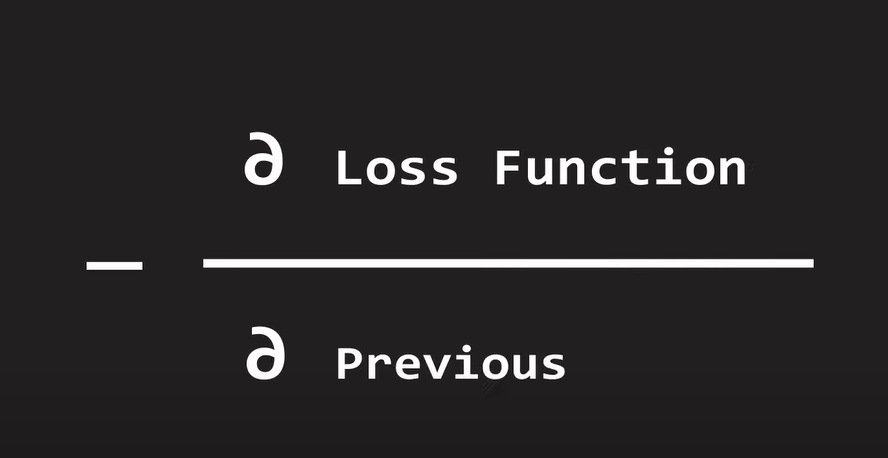 ∂ Loss Function
−
∂ Previous